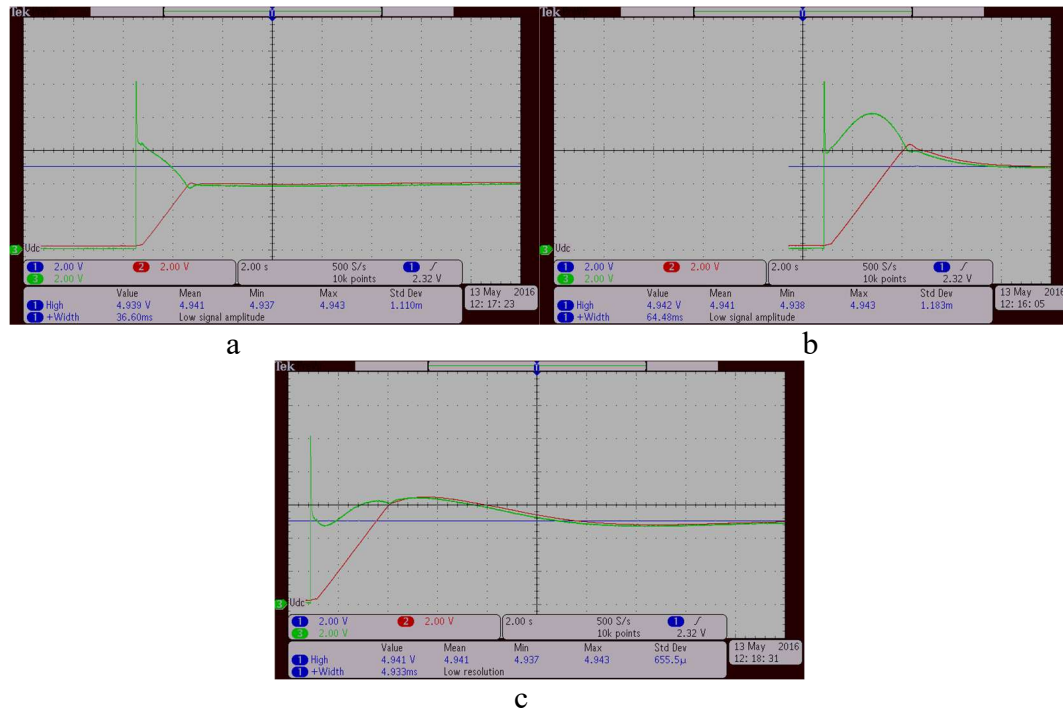 Tek
U
3 Udc
1 2.00 V 2 2.00 V 2.00 s 500 S/s 1 ʃ
3 2.00 V 10k points 2.32 V
Value Mean Min Max Std Dev 13 May 2016
1 High 4.939 V 4.941 4.937 4.943 1.110m 12:17:23
1 +Width 36.60ms Low signal amplitude
a
U
Udc
1 2.00 V 2 2.00 V 2.00 s 500 S/s 1 ʃ
3 2.00 V 10k points 2.32 V
Value Mean Min Max Std Dev 13 May 2016
1 High 4.942 V 4.941 4.938 4.943 1.183m 12:16:05
1 +Width 64.48ms Low signal amplitude
b
Tek
U
3 Udc
1 2.00 V 2 2.00 V 2.00 s 500 S/s 1 ʃ
3 2.00 V 10k points 2.32 V
Value Mean Min Max Std Dev 13 May 2016
1 High 4.941 V 4.941 4.937 4.943 655.5µ 12:18:31
1 +Width 4.933ms Low resolution
c